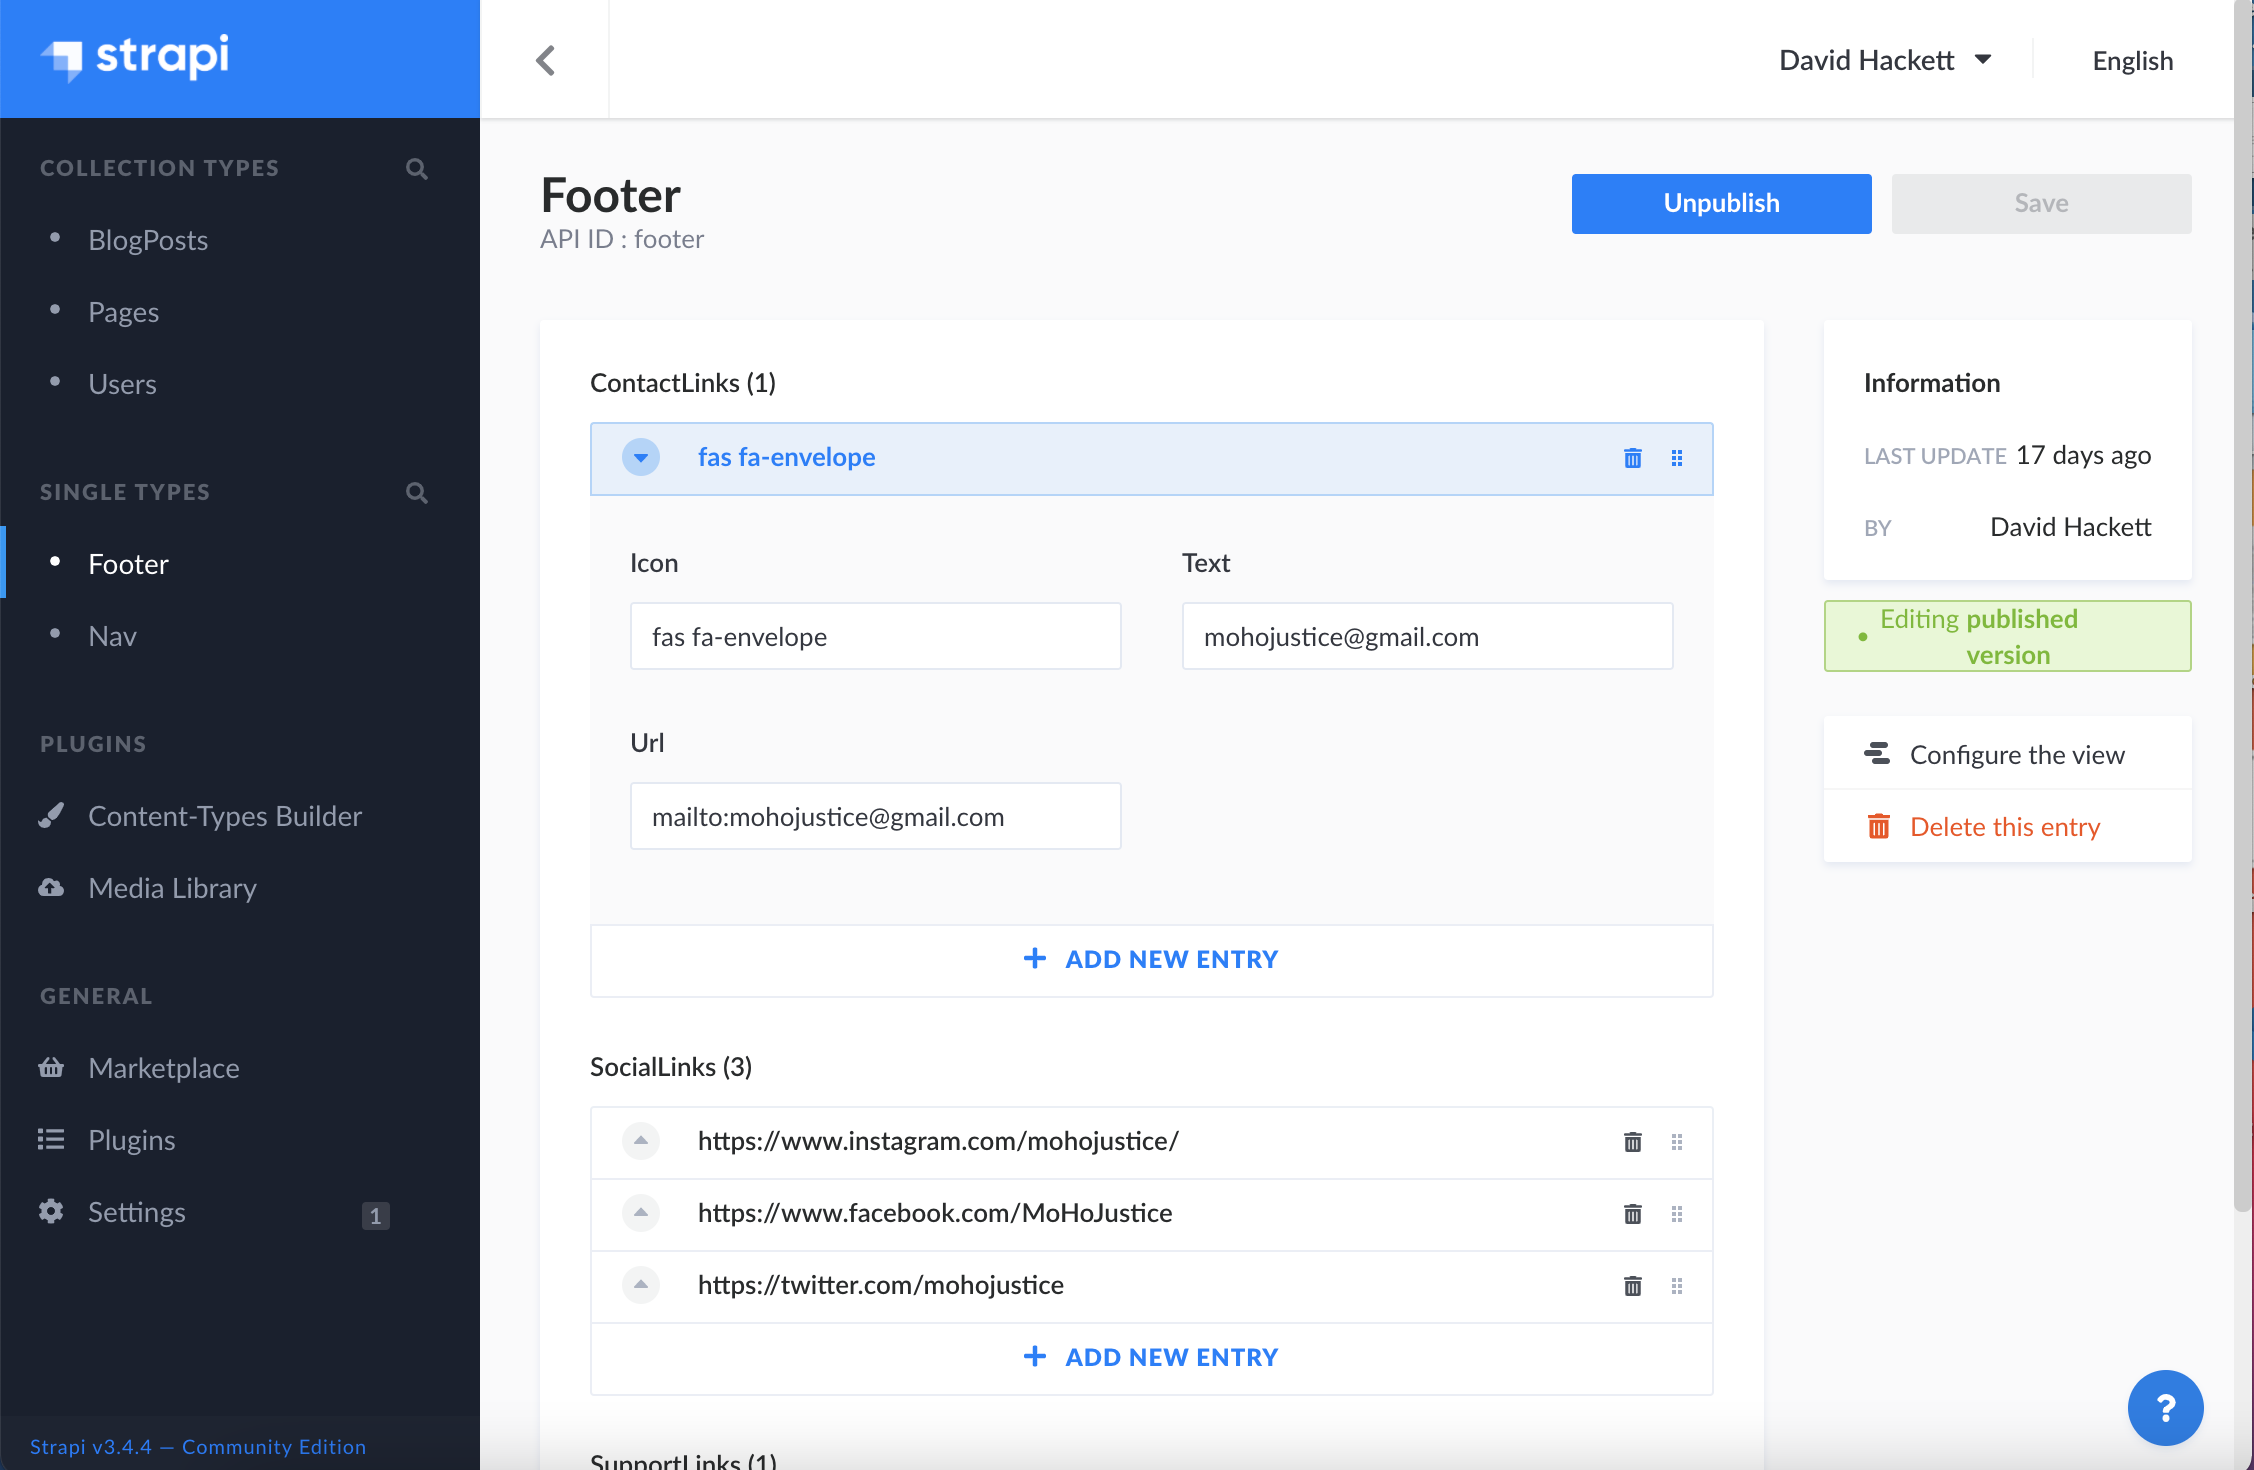 strapi
David Hackett
English
COLLECTION TYPES
BlogPosts
Pages
Users
SINGLE TYPES
Footer
Nav
PLUGINS
Content-Types Builder
Media Library
GENERAL
Marketplace
Plugins
Settings
1
Strapi v3.4.4 — Community Edition
Footer
API ID : footer
Unpublish
Save
ContactLinks (1)
fas fa-envelope
Icon
Text
fas fa-envelope
mohojustice@gmail.com
Url
mailto:mohojustice@gmail.com
+ ADD NEW ENTRY
SocialLinks (3)
https://www.instagram.com/mohojustice/
https://www.facebook.com/MoHoJustice
https://twitter.com/mohojustice
+ ADD NEW ENTRY
SupportLinks (1)
Information
LAST UPDATE 17 days ago
BY David Hackett
Editing published
version
Configure the view
Delete this entry
?